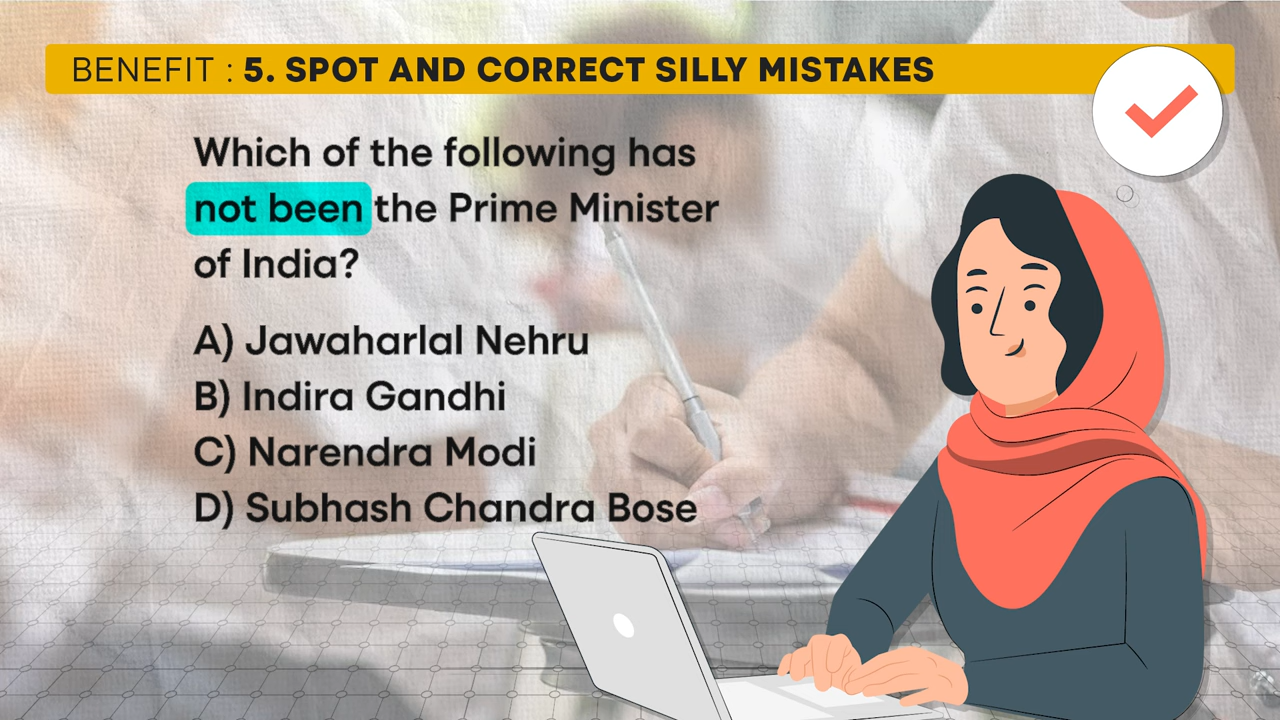 BENEFIT : 5. SPOT AND CORRECT SILLY MISTAKES
Which of the following has
not been the Prime Minister
of India?
A) Jawaharlal Nehru
B) Indira Gandhi
C) Narendra Modi
D) Subhash Chandra Bose